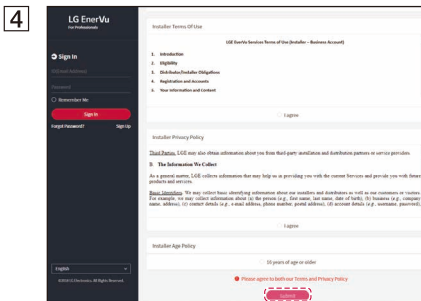 4
LG EnerVu
For Professionals
Sign In
Password
Remember Me
Sign In
Forgot Password? Sign Up
English
Installer Terms Of Use
LGE EnerVu Services Terms of Use (Installer – Business Account)
1. Introduction
2. Eligibility
3. Distributor/Installer Obligations
4. Registration and Accounts
5. Your Information and Content
I agree
Installer Privacy Policy
Third Parties. LGE may also obtain information about you from third-party installation and distribution partners or service providers.
B. The Information We Collect
As a general matter, LGE collects information that may help us in providing you with the current Services and provide you with future
products and services.
Basic Identifiers. We may collect basic identifying information about our installers and distributors as well as our customers or visitors.
For example, we may collect information about (a) the person (e.g., first name, last name, date of birth), (b) business (e.g., company
name, address), (c) contact details (e.g., e-mail address, phone number, postal address), (d) account details (e.g., username, password),
I agree
Installer Age Policy
18 years of age or older
Please agree to both our Terms and Privacy Policy
Submit